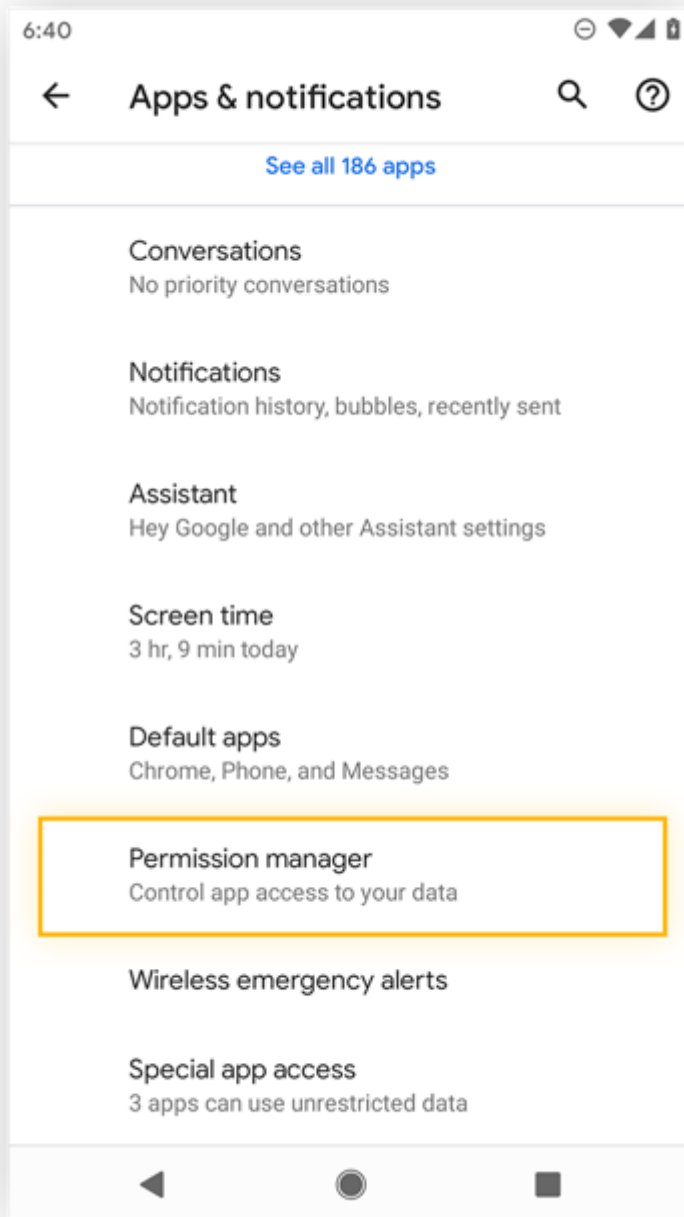 6:40
Apps & notifications
See all 186 apps
Conversations
No priority conversations
Notifications
Notification history, bubbles, recently sent
Assistant
Hey Google and other Assistant settings
Screen time
3 hr, 9 min today
Default apps
Chrome, Phone, and Messages
Permission manager
Control app access to your data
Wireless emergency alerts
Special app access
3 apps can use unrestricted data